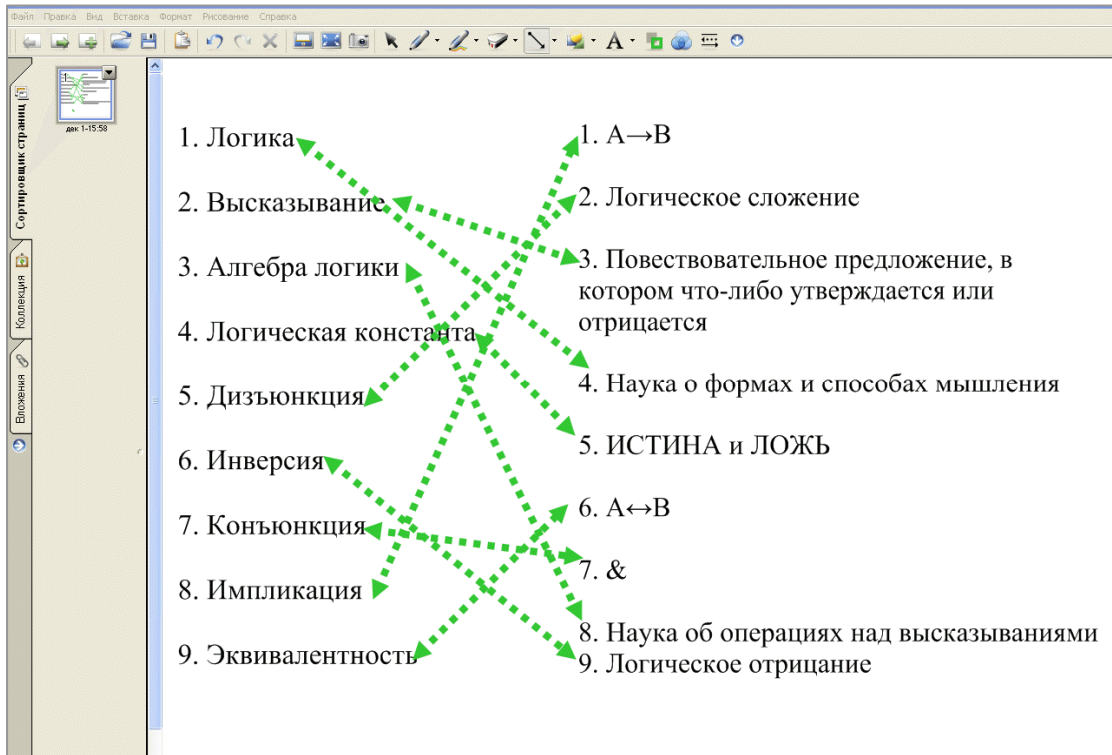 Файл Правка Вид Вставка Формат Рисование Справка
Сортировщик страниц
Коллекция
Вложения
1
дек 1-15:58
1. Логика
2. Высказывание
3. Алгебра логики
4. Логическая константа
5. Дизъюнкция
6. Инверсия
7. Конъюнкция
8. Импликация
9. Эквивалентность
1. А→В
2. Логическое сложение
3. Повествовательное предложение, в
котором что-либо утверждается или
отрицается
4. Наука о формах и способах мышления
5. ИСТИНА и ЛОЖЬ
6. А↔В
7. &
8. Наука об операциях над высказываниями
9. Логическое отрицание